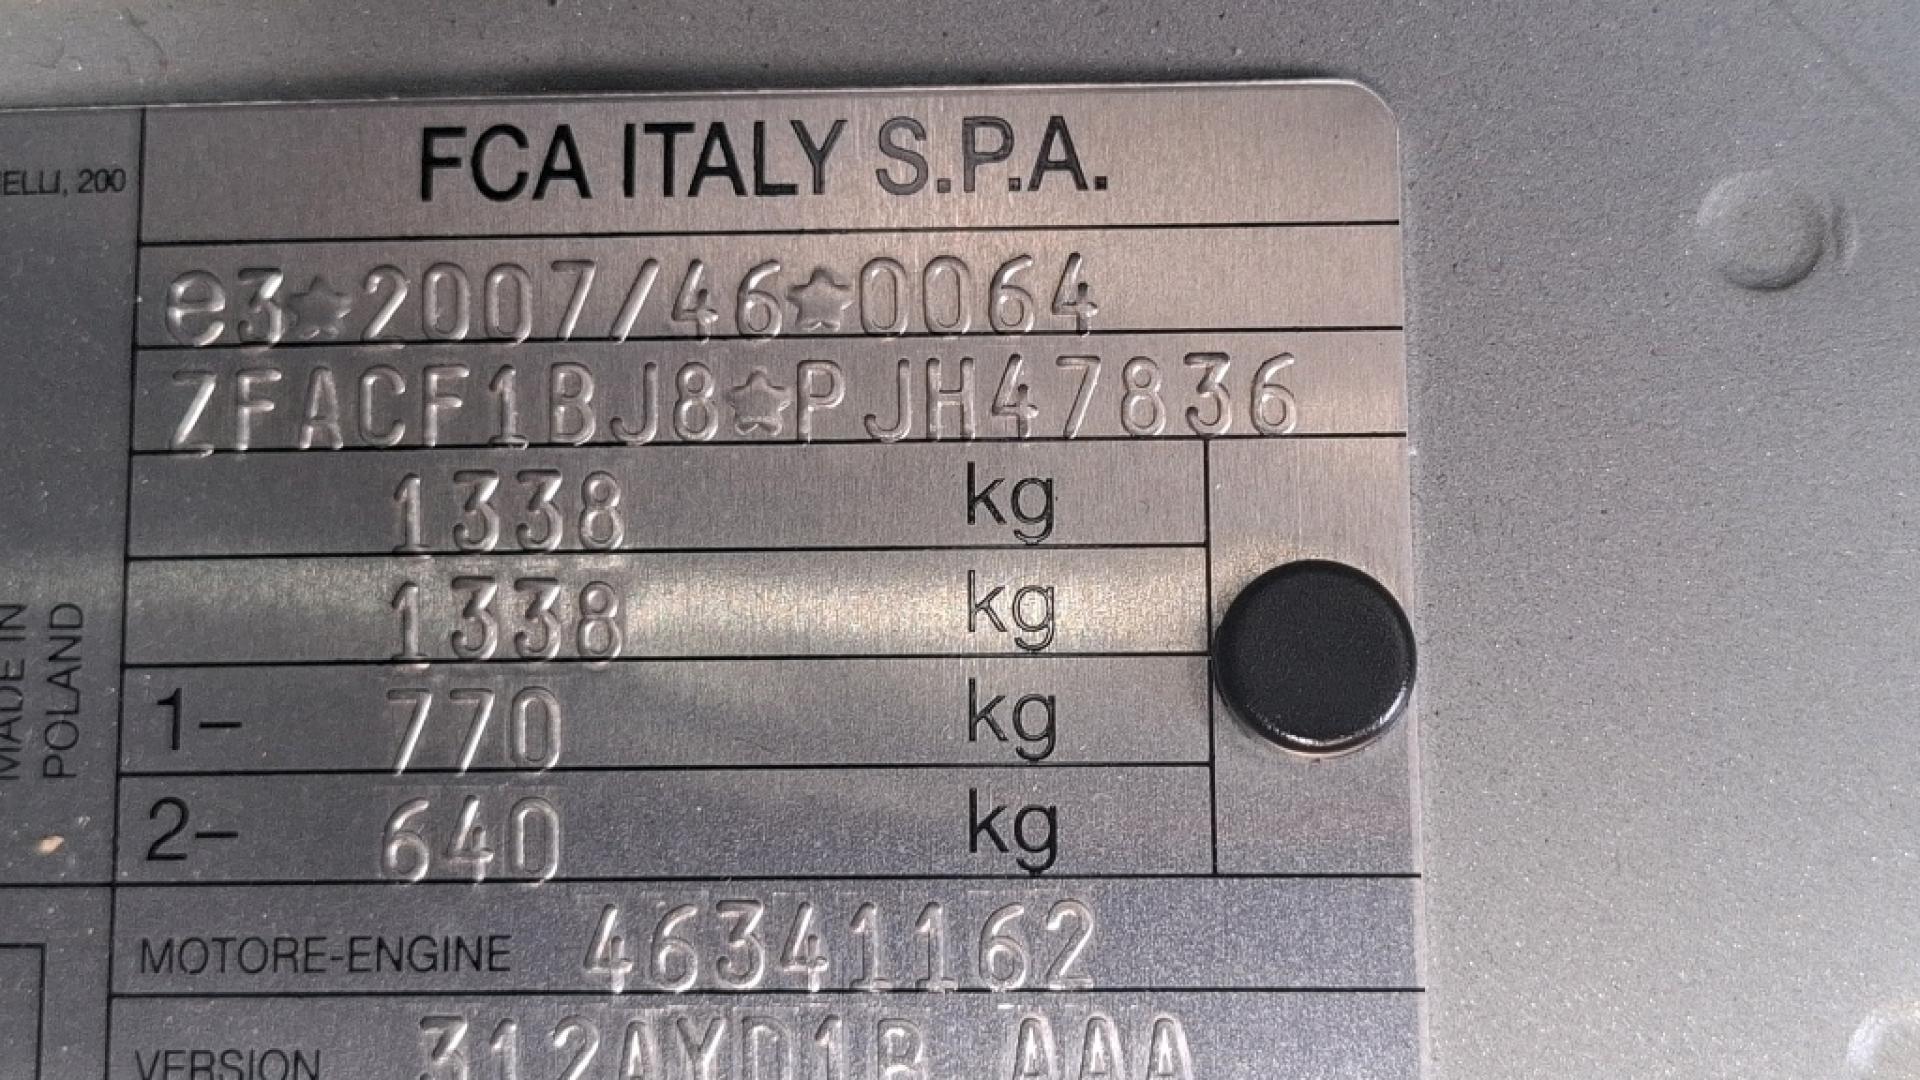 FCA ITALY S.P.A.
ELLI, 200
e3★2007/46★0064
ZFACF1BJ8★PJH47836
1338 kg
1338 kg
MADE IN
POLAND
1- 770 kg
2- 640 kg
MOTORE-ENGINE 46341162
VERSION 312AYD1B AAA